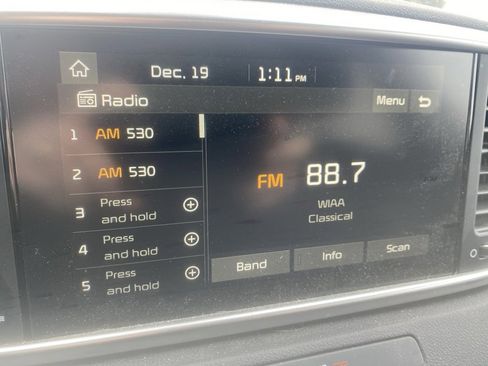 Dec. 19 1:11 PM
Radio Menu
1 AM 530
2 AM 530
3 Press and hold
4 Press and hold
5 Press and hold
FM 88.7
WIAA
Classical
Band Info Scan